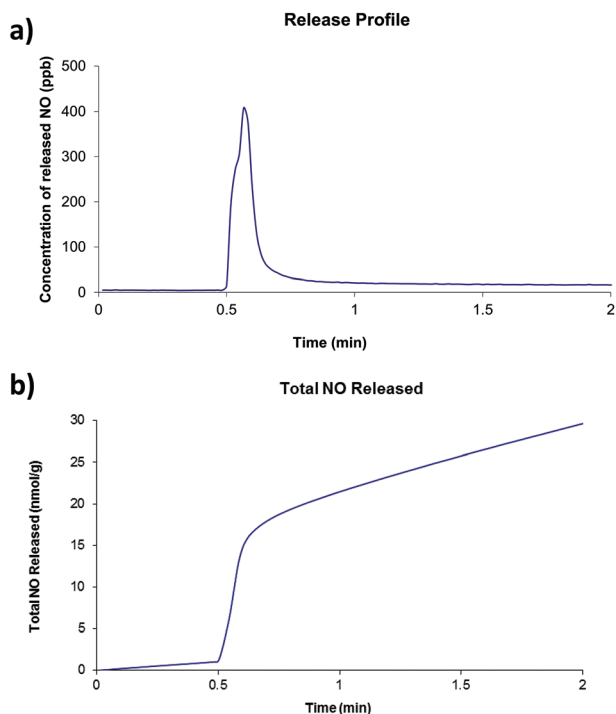 a)
Release Profile
Concentration of released NO (ppb)
500
400
300
200
100
0
0 0.5 1 1.5 2
Time (min)
b)
Total NO Released
Total NO Released (nmol/g)
30
25
20
15
10
5
0
0 0.5 1 1.5 2
Time (min)